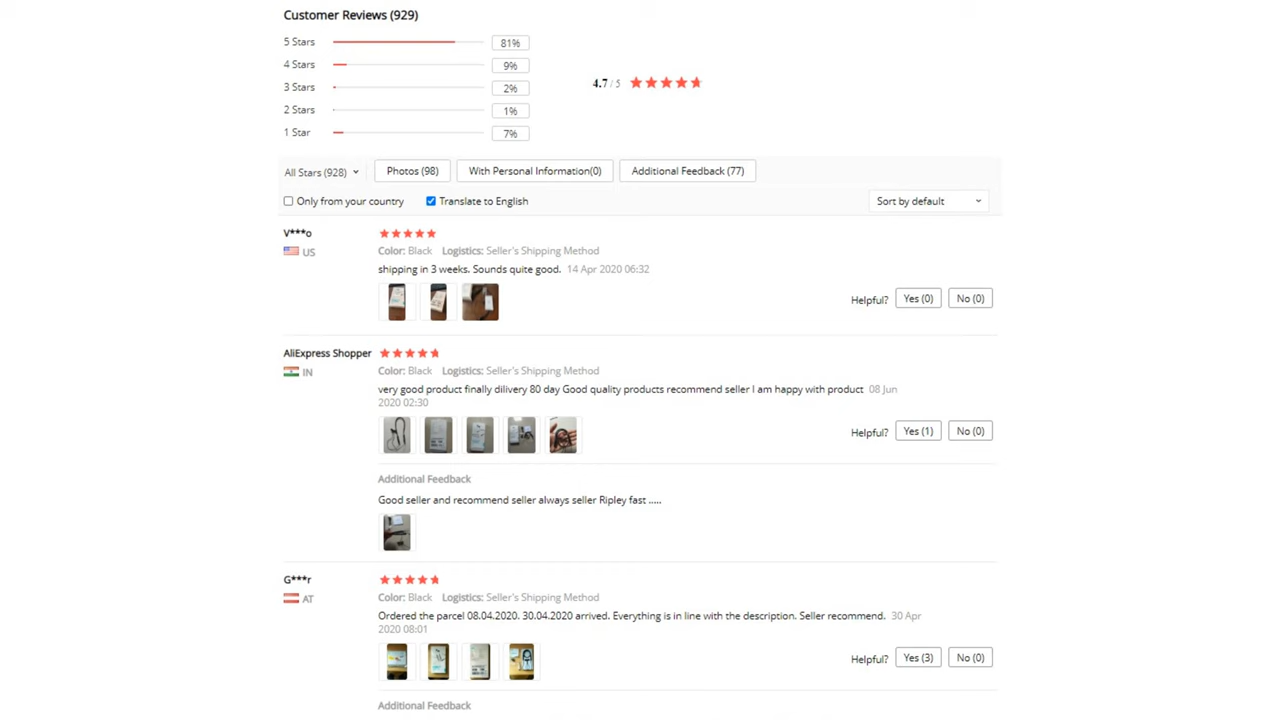 Customer Reviews (929)
5 Stars 81%
4 Stars 9%
4.7 / 5
3 Stars 2%
2 Stars 1%
1 Star 7%
All Stars (928) Photos (98) With Personal Information(0) Additional Feedback (77)
Only from your country Translate to English Sort by default
V***o
US
Color: Black Logistics: Seller's Shipping Method
shipping in 3 weeks. Sounds quite good. 14 Apr 2020 06:32
Helpful? Yes (0) No (0)
AliExpress Shopper
IN
Color: Black Logistics: Seller's Shipping Method
very good product finally dilivery 80 day Good quality products recommend seller I am happy with product 08 Jun
2020 02:30
Helpful? Yes (1) No (0)
Additional Feedback
Good seller and recommend seller always seller Ripley fast .....
G***r
AT
Color: Black Logistics: Seller's Shipping Method
Ordered the parcel 08.04.2020. 30.04.2020 arrived. Everything is in line with the description. Seller recommend. 30 Apr
2020 08:01
Helpful? Yes (3) No (0)
Additional Feedback